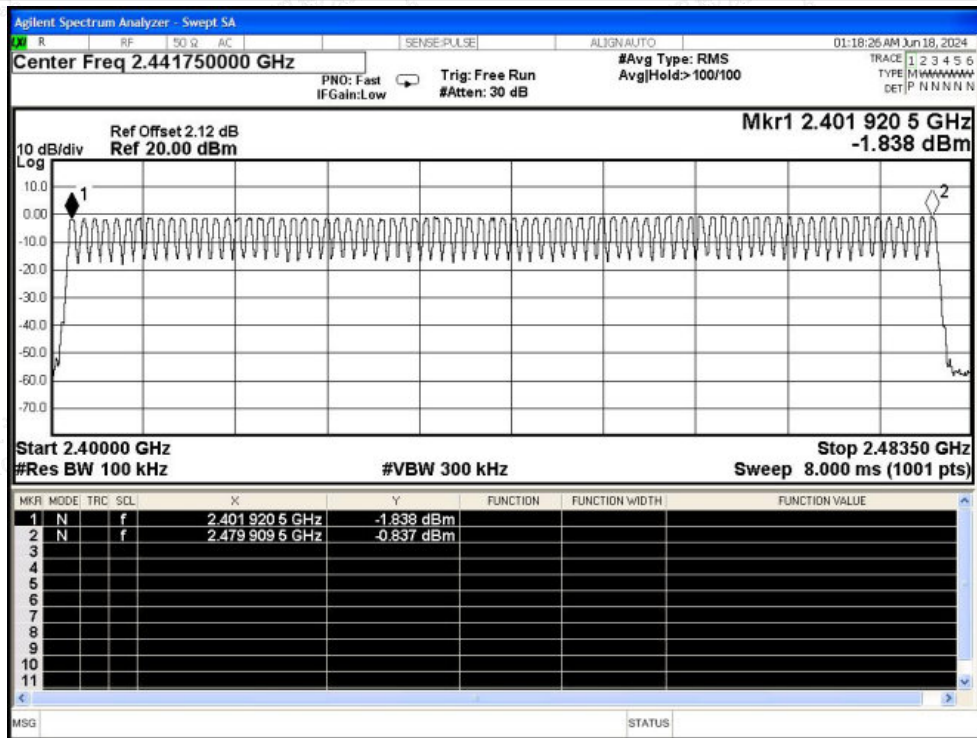 Agilent Spectrum Analyzer - Swept SA
LXI R RF 50 Ω AC SENSE:PULSE ALIGN AUTO 01:18:26 AM Jun 18, 2024
Center Freq 2.441750000 GHz #Avg Type: RMS TRACE 1 2 3 4 5 6
PNO: Fast Trig: Free Run Avg|Hold:>100/100 TYPE M WWWWW
IFGain:Low #Atten: 30 dB DET P N N N N N
Mkr1 2.401 920 5 GHz
Ref Offset 2.12 dB
10 dB/div Ref 20.00 dBm -1.838 dBm
Log
10.0
1 2
0.00
-10.0
-20.0
-30.0
-40.0
-50.0
-60.0
-70.0
Start 2.40000 GHz Stop 2.48350 GHz
#Res BW 100 kHz #VBW 300 kHz Sweep 8.000 ms (1001 pts)
MKR MODE TRC SCL X Y FUNCTION FUNCTION WIDTH FUNCTION VALUE
1 N f 2.401 920 5 GHz -1.838 dBm
2 N f 2.479 909 5 GHz -0.837 dBm
3
4
5
6
7
8
9
10
11
MSG STATUS